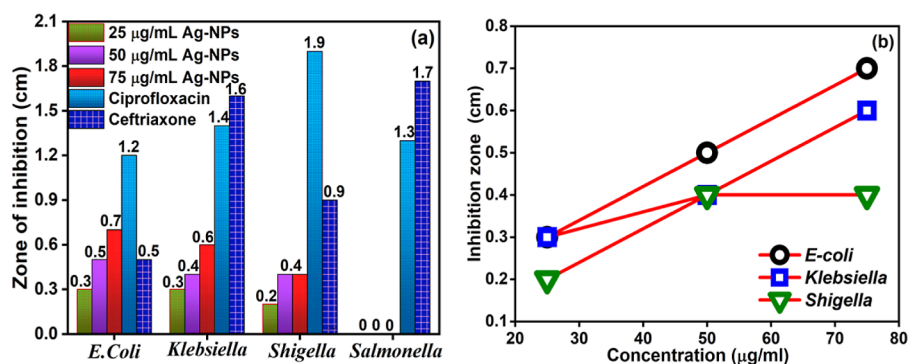 (a)
25 μg/mL Ag-NPs
50 μg/mL Ag-NPs
75 μg/mL Ag-NPs
Ciprofloxacin
Ceftriaxone
Zone of inhibition (cm)
2.1
1.8
1.5
1.2
0.9
0.6
0.3
0.0
0.3 0.5 0.7 1.2 0.5
0.3 0.4 0.6 1.4 1.6
0.2 0.4 0.4 1.9 0.9
0 0 0 1.3 1.7
E.Coli Klebsiella Shigella Salmonella
(b)
Inhibition zone (cm)
0.7
0.6
0.5
0.4
0.3
0.2
0.1
E-coli
Klebsiella
Shigella
20 30 40 50 60 70 80
Concentration (μg/ml)